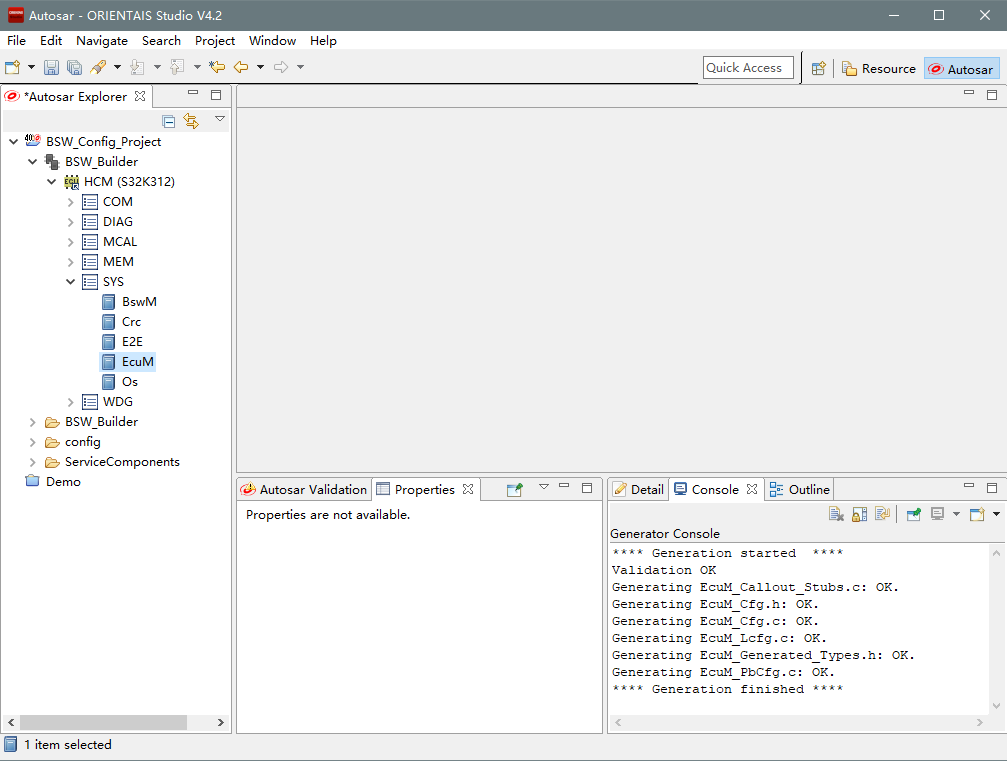 Autosar - ORIENTAIS Studio V4.2
File Edit Navigate Search Project Window Help
Quick Access
Resource
Autosar
*Autosar Explorer
BSW_Config_Project
BSW_Builder
HCM (S32K312)
COM
DIAG
MCAL
MEM
SYS
BswM
Crc
E2E
EcuM
Os
WDG
BSW_Builder
config
ServiceComponents
Demo
Autosar Validation
Properties
Properties are not available.
Detail
Console
Outline
Generator Console
**** Generation started  ****
Validation OK
Generating EcuM_Callout_Stubs.c: OK.
Generating EcuM_Cfg.h: OK.
Generating EcuM_Cfg.c: OK.
Generating EcuM_Lcfg.c: OK.
Generating EcuM_Generated_Types.h: OK.
Generating EcuM_PbCfg.c: OK.
**** Generation finished ****
1 item selected